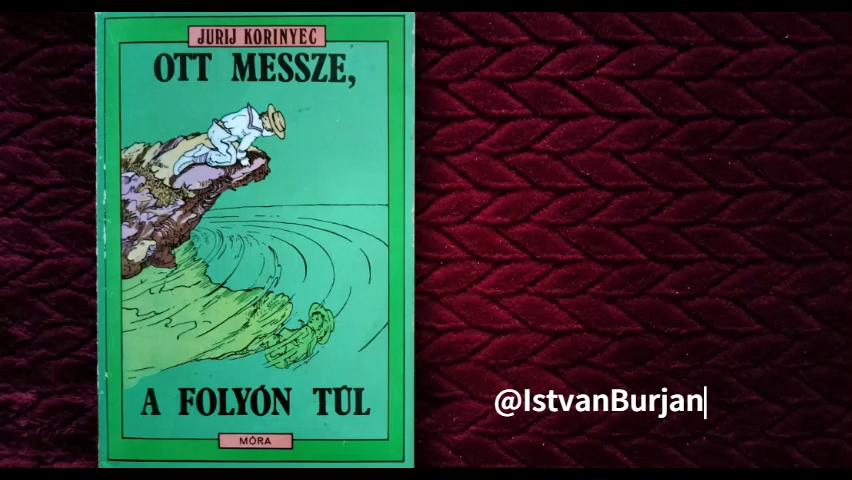 JURIJ KORINYEC
OTT MESSZE,
A FOLYÓN TÚL
MÓRA
@IstvanBurjan